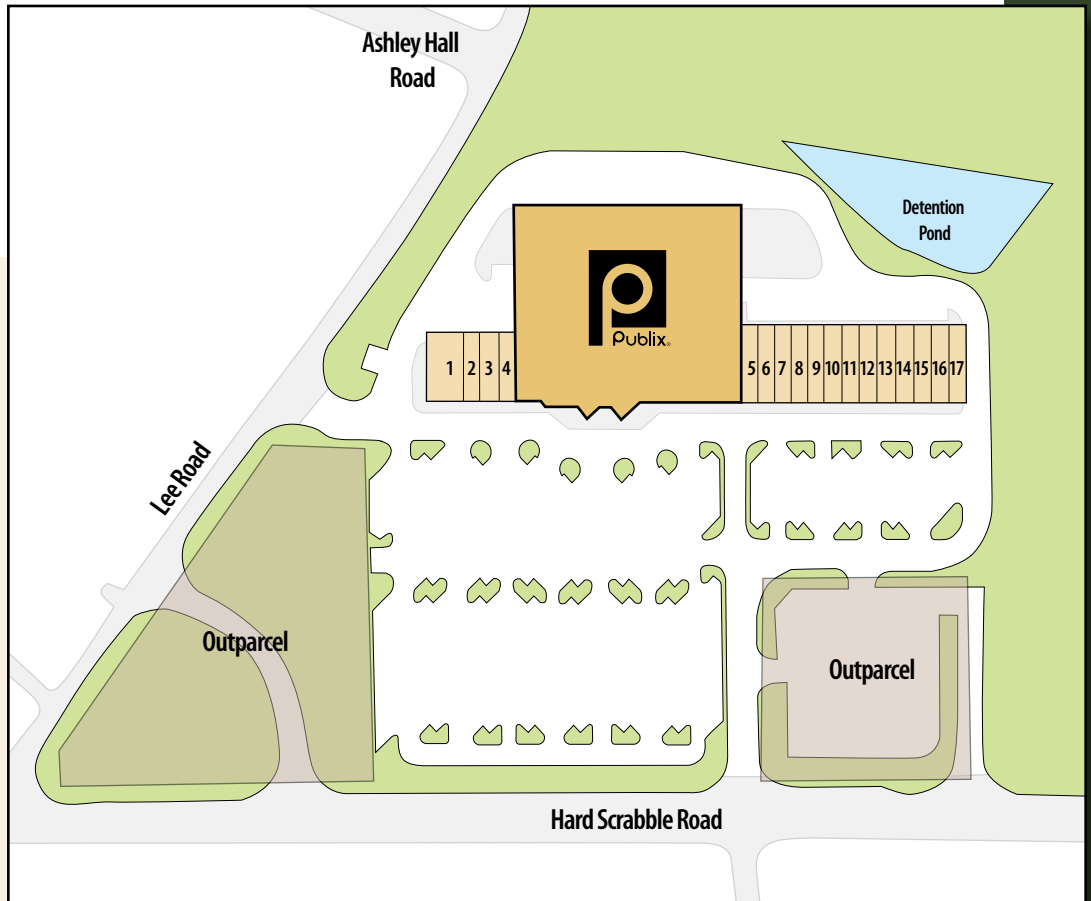 Ashley Hall
Road
Detention
Pond
Publix®
1 2 3 4
5 6 7 8 9 10 11 12 13 14 15 16 17
Lee Road
Outparcel
Outparcel
Hard Scrabble Road